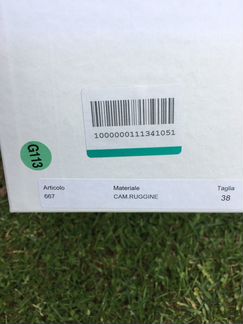 1000000111341051
G113
Articolo Materiale Taglia
667 CAM.RUGGINE 38